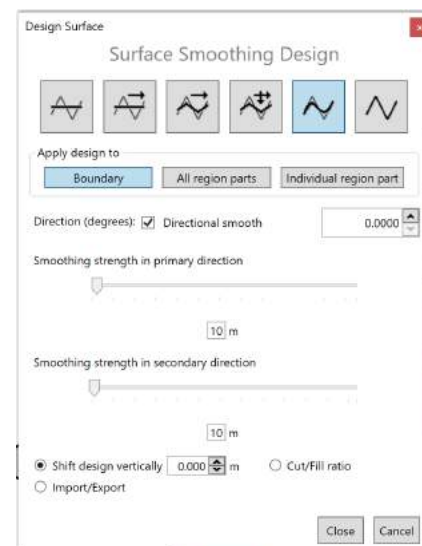 Design Surface
Surface Smoothing Design
Apply design to
Boundary All region parts Individual region part
Direction (degrees): Directional smooth 0.0000
Smoothing strength in primary direction
10 m
Smoothing strength in secondary direction
10 m
Shift design vertically 0.000 m Cut/Fill ratio
Import/Export
Close Cancel